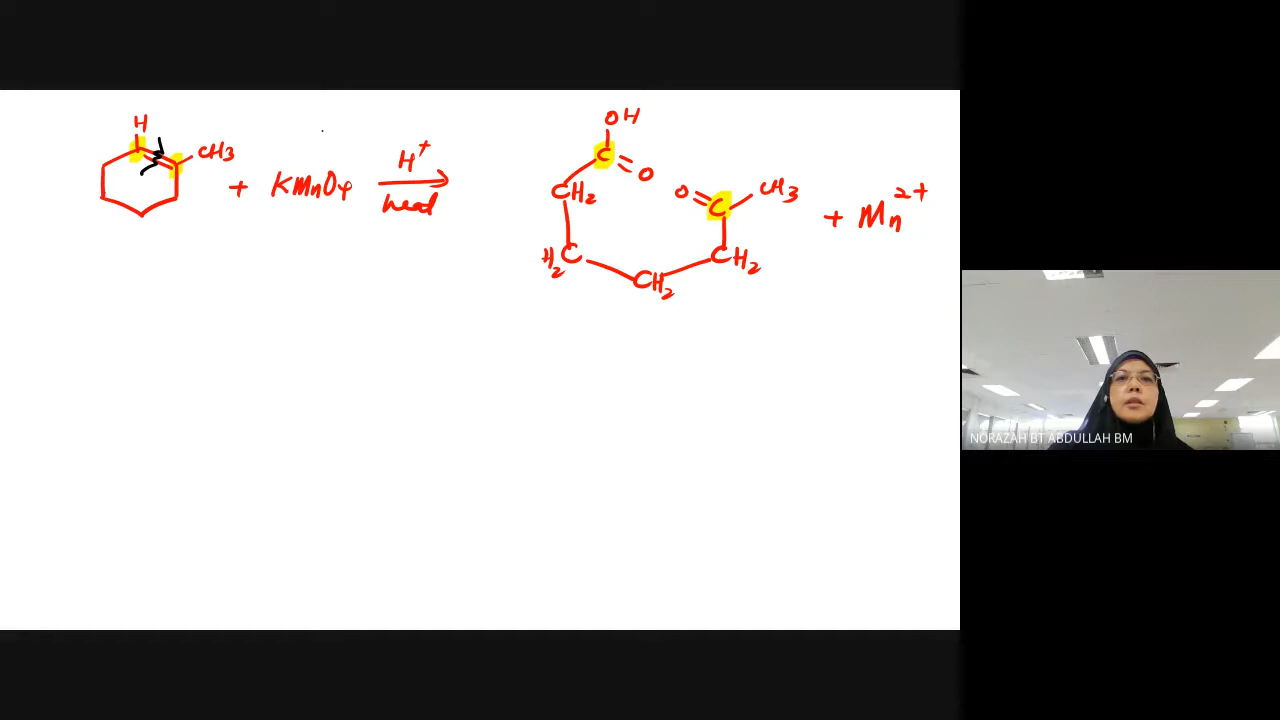 H
CH3
+ KMnO4
H+
heat
OH
C
O
CH2
O
C
CH3
H2C
CH2
CH2
+ Mn2+
NORAZAH BT ABDULLAH BM